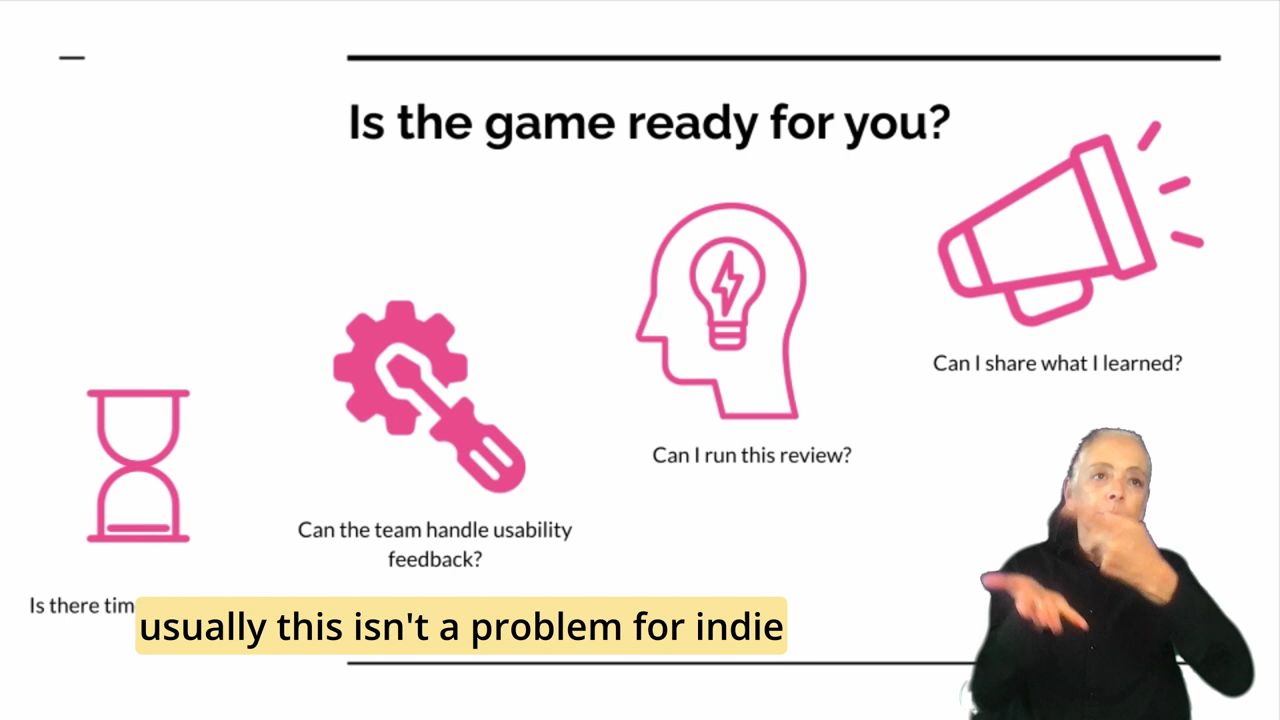 Is the game ready for you?
Can I share what I learned?
Can I run this review?
Can the team handle usability
feedback?
Is there
usually this isn't a problem for indie